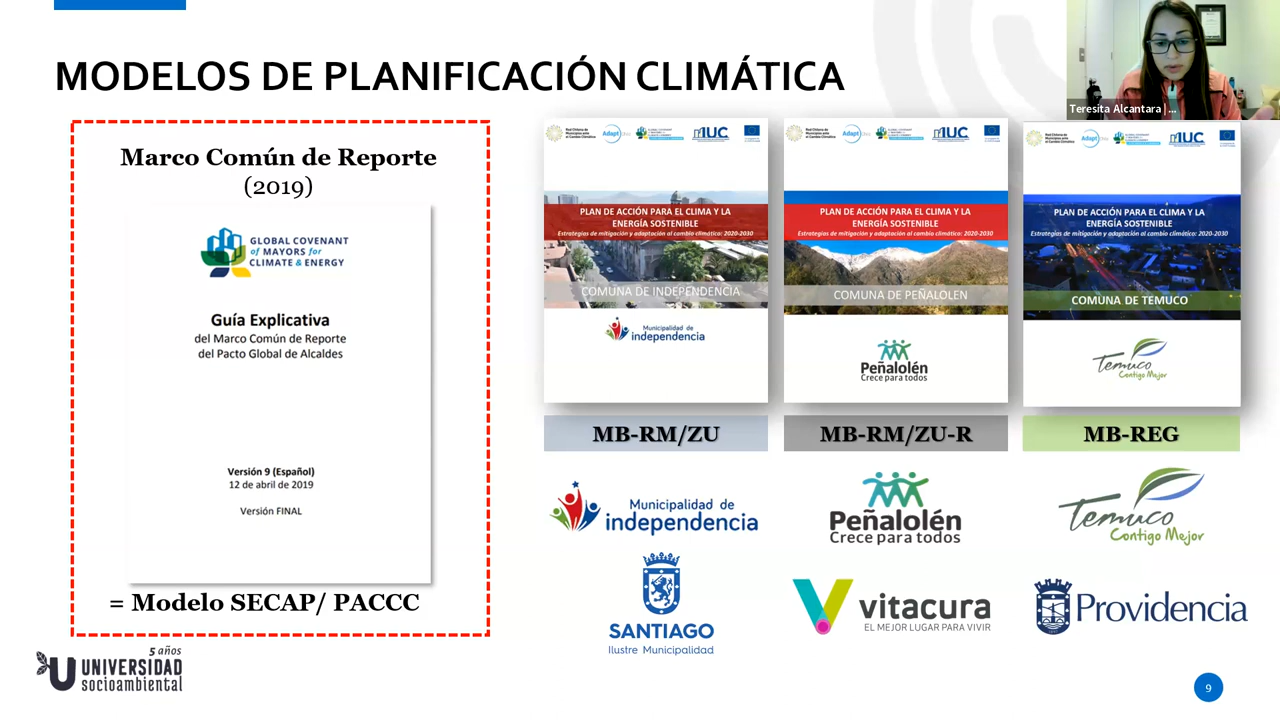 MODELOS DE PLANIFICACIÓN CLIMÁTICA
Teresita Alcantara | ...
Marco Común de Reporte
(2019)
GLOBAL COVENANT
of MAYORS for
CLIMATE & ENERGY
Guía Explicativa
del Marco Común de Reporte
del Pacto Global de Alcaldes
Versión 9 (Español)
12 de abril de 2019
Versión FINAL
= Modelo SECAP/ PACCC
Adapt
IUC
PLAN DE ACCIÓN PARA EL CLIMA Y LA
ENERGÍA SOSTENIBLE
Estrategias de mitigación y adaptación al cambio climático: 2020-2030
COMUNA DE INDEPENDENCIA
Municipalidad de
independencia
MB-RM/ZU
Municipalidad de
independencia
SANTIAGO
Ilustre Municipalidad
Adapt
IUC
PLAN DE ACCIÓN PARA EL CLIMA Y LA
ENERGÍA SOSTENIBLE
Estrategias de mitigación y adaptación al cambio climático: 2020-2030
COMUNA DE PEÑALOLEN
Peñalolén
Crece para todos
MB-RM/ZU-R
Peñalolén
Crece para todos
vitacura
EL MEJOR LUGAR PARA VIVIR
Adapt
IUC
PLAN DE ACCIÓN PARA EL CLIMA Y LA
ENERGÍA SOSTENIBLE
Estrategias de mitigación y adaptación al cambio climático: 2020-2030
COMUNA DE TEMUCO
Temuco
Contigo Mejor
MB-REG
Temuco
Contigo Mejor
Providencia
5 años
UNIVERSIDAD
socioambiental
9